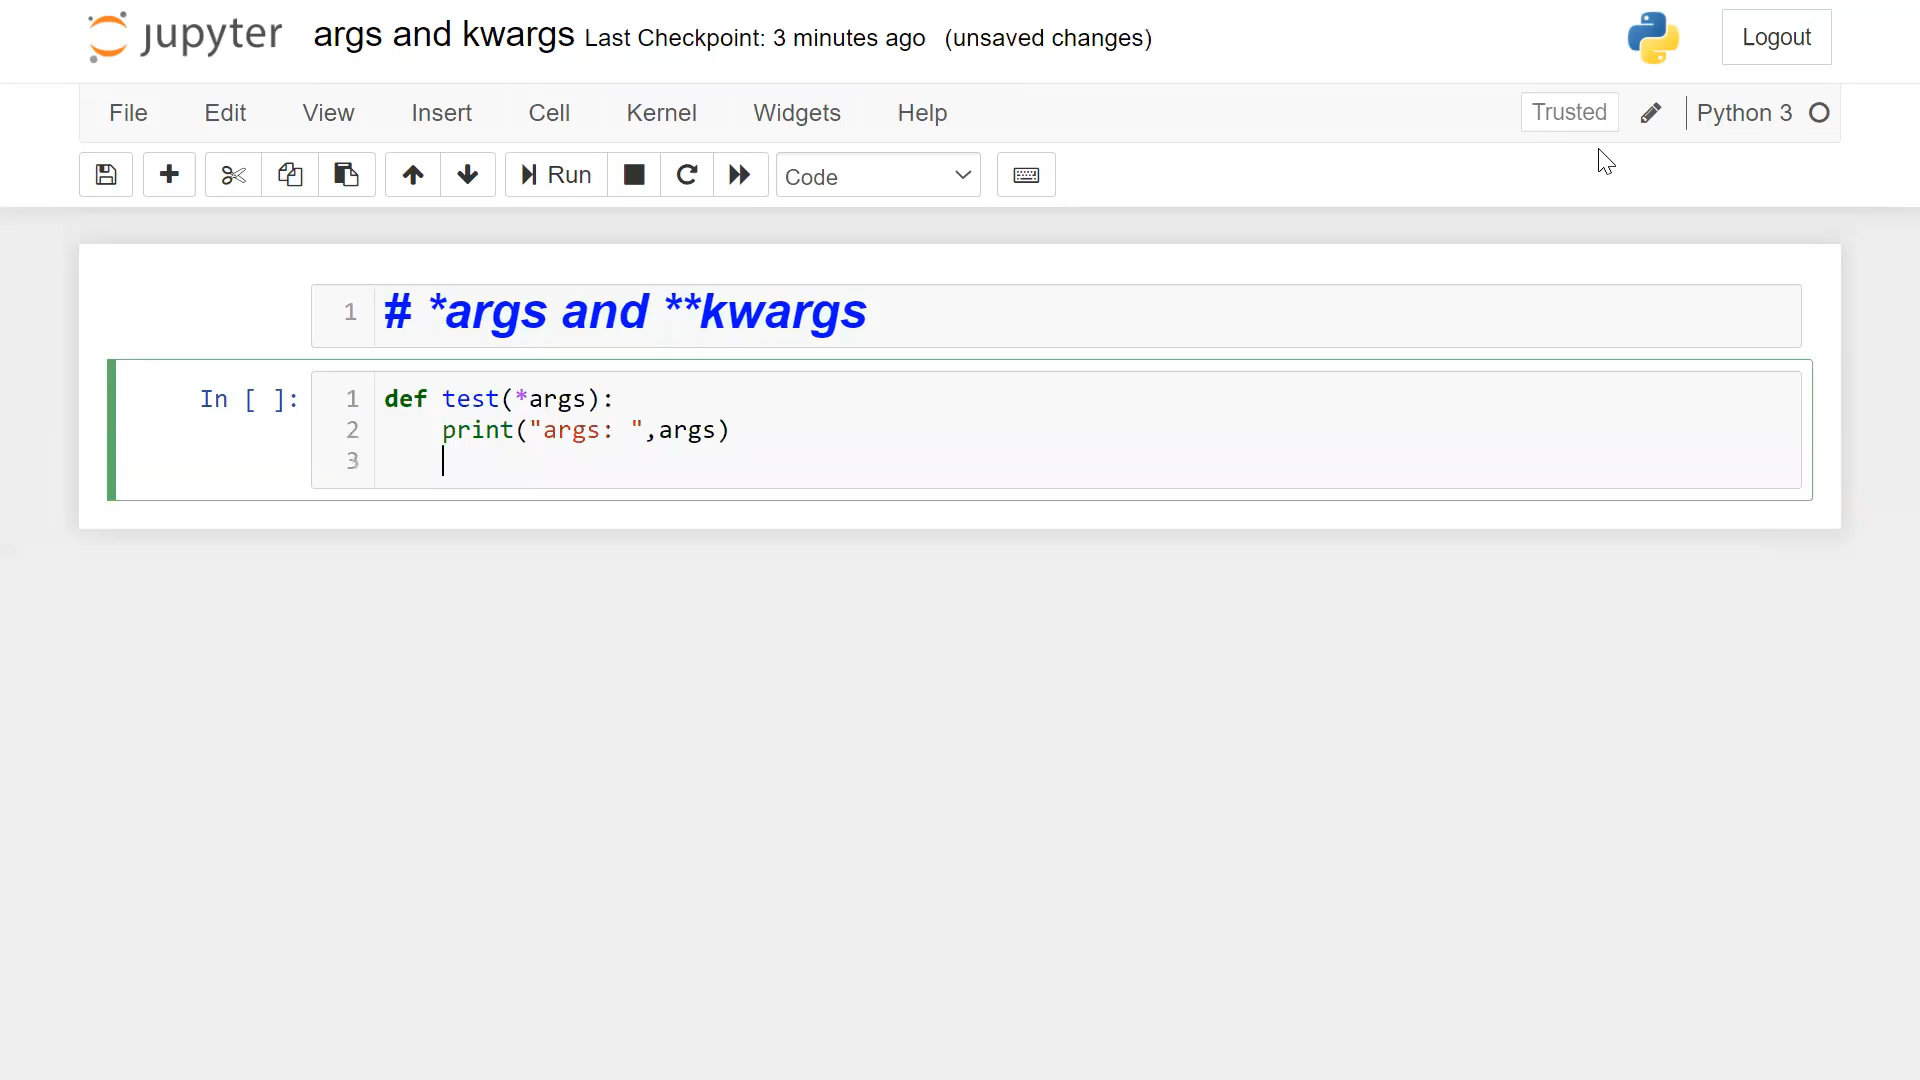 jupyter args and kwargs Last Checkpoint: 3 minutes ago (unsaved changes) Logout
File Edit View Insert Cell Kernel Widgets Help Trusted Python 3
Run Code
1 # *args and **kwargs
In [ ]: 1 def test(*args):
2 print("args: ",args)
3